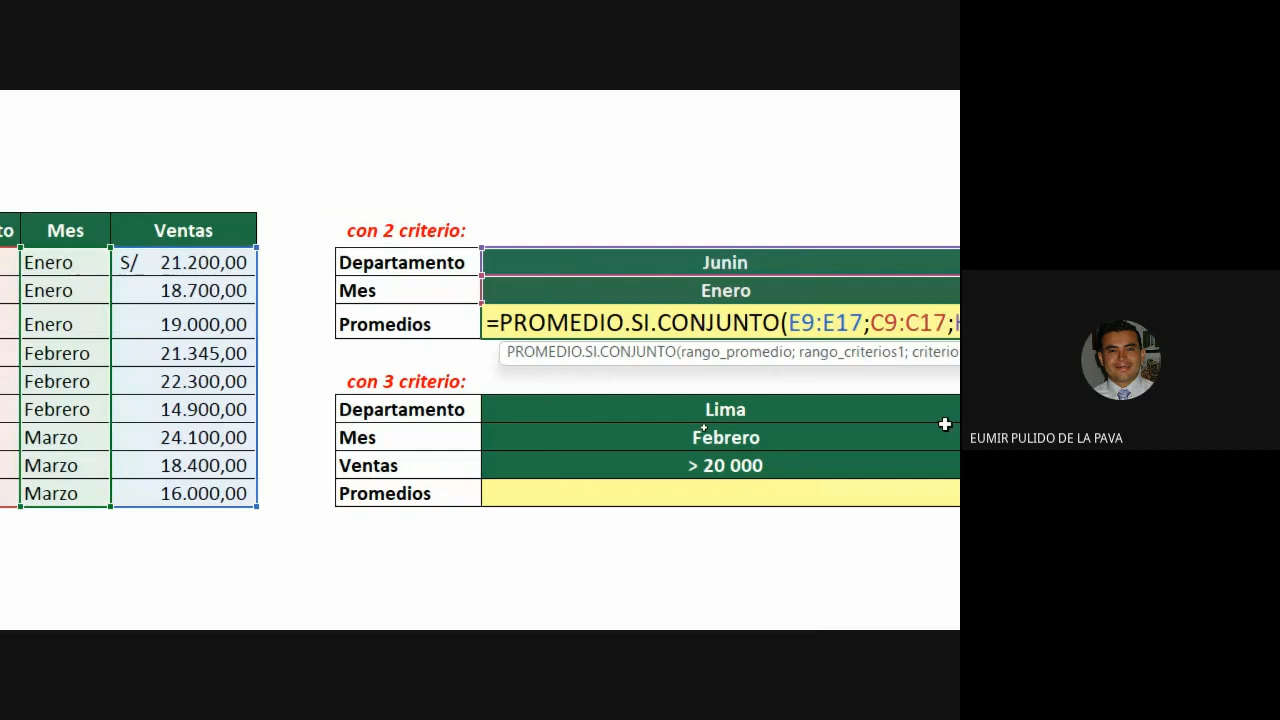 con 2 criterio:
to Mes Ventas
Enero S/ 21.200,00 Departamento Junin
Enero 18.700,00 Mes Enero
Enero 19.000,00 Promedios =PROMEDIO.SI.CONJUNTO(E9:E17;C9:C17;
Febrero 21.345,00 PROMEDIO.SI.CONJUNTO(rango_promedio; rango_criterios1; criterio
Febrero 22.300,00 con 3 criterio:
Febrero 14.900,00 Departamento Lima
Marzo 24.100,00 Mes Febrero
Marzo 18.400,00 Ventas > 20 000
Marzo 16.000,00 Promedios
EUMIR PULIDO DE LA PAVA